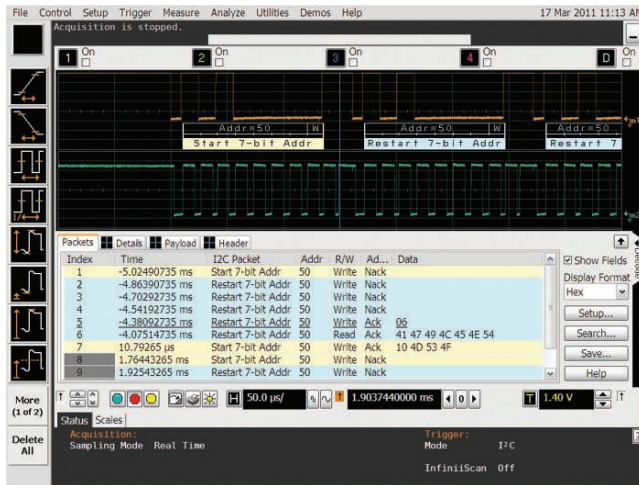 File Control Setup Trigger Measure Analyze Utilities Demos Help 17 Mar 2011 11:13 AM
Acquisition is stopped.
1 On 2 On 3 On 4 On D On
Addr=50 W Addr=50 W Addr=50
Start 7-bit Addr Restart 7-bit Addr Restart 7
Packets Details Payload Header
Index Time I2C Packet Addr R/W Ad... Data
1 -5.02490735 ms Start 7-bit Addr 50 Write Nack
2 -4.86390735 ms Restart 7-bit Addr 50 Write Nack
3 -4.70292735 ms Restart 7-bit Addr 50 Write Nack
4 -4.54192735 ms Restart 7-bit Addr 50 Write Nack
5 -4.38092735 ms Restart 7-bit Addr 50 Write Ack 06
6 -4.07514735 ms Restart 7-bit Addr 50 Read Ack 41 47 49 4C 45 4E 54
7 10.79265 µs Start 7-bit Addr 50 Write Ack 10 4D 53 4F
8 1.76443265 ms Start 7-bit Addr 50 Write Nack
9 1.92543265 ms Restart 7-bit Addr 50 Write Nack
Show Fields
Display Format
Hex
Setup...
Search...
Save...
Help
Decode
More
(1 of 2)
Delete
All
H 50.0 µs/ 1.9037440000 ms 0 T 1.40 V
Status Scales
Acquisition: Trigger:
Sampling Mode Real Time Mode I²C
InfiniiScan Off